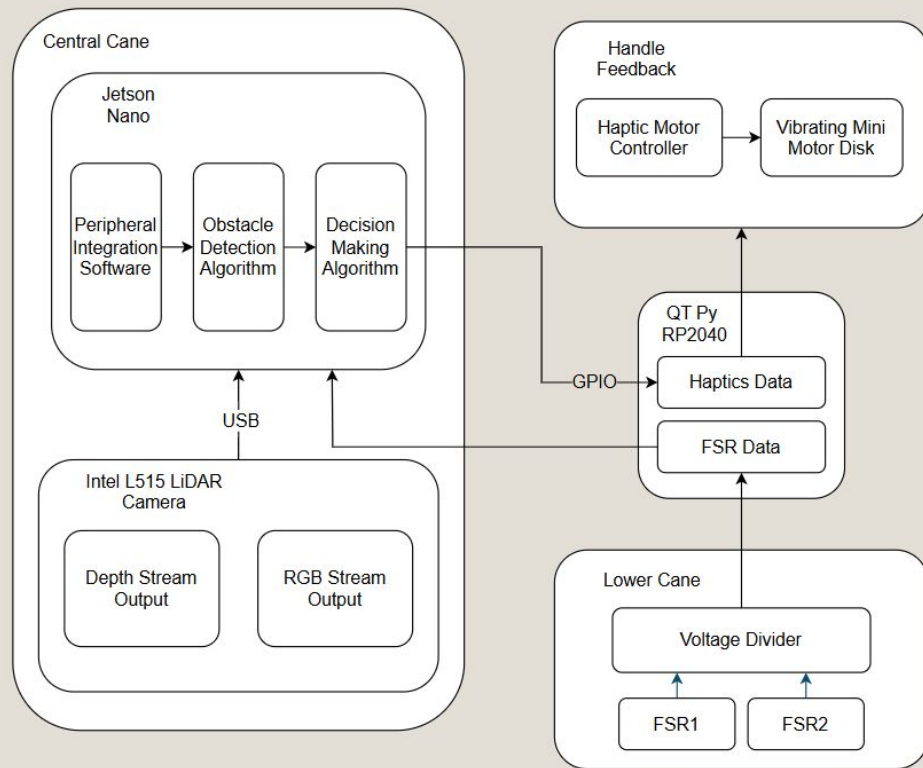 Central Cane
Jetson
Nano
Peripheral
Integration
Software
Obstacle
Detection
Algorithm
Decision
Making
Algorithm
USB
Intel L515 LiDAR
Camera
Depth Stream
Output
RGB Stream
Output
Handle
Feedback
Haptic Motor
Controller
Vibrating Mini
Motor Disk
GPIO
QT Py
RP2040
Haptics Data
FSR Data
Lower Cane
Voltage Divider
FSR1
FSR2